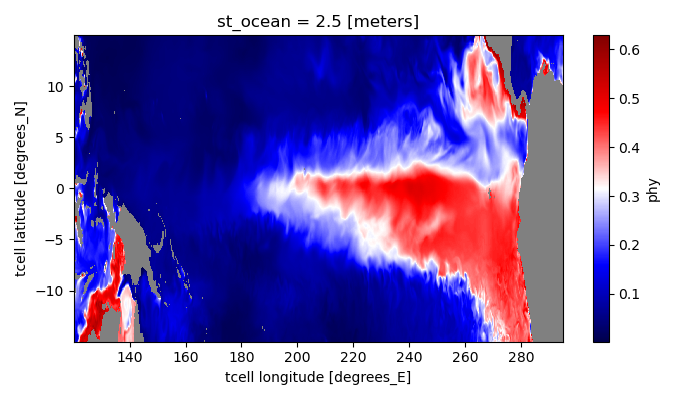 st_ocean = 2.5 [meters]
tcell latitude [degrees_N]
10
5
0
−5
−10
140 160 180 200 220 240 260 280
tcell longitude [degrees_E]
0.6
0.5
0.4
0.3
0.2
0.1
phy